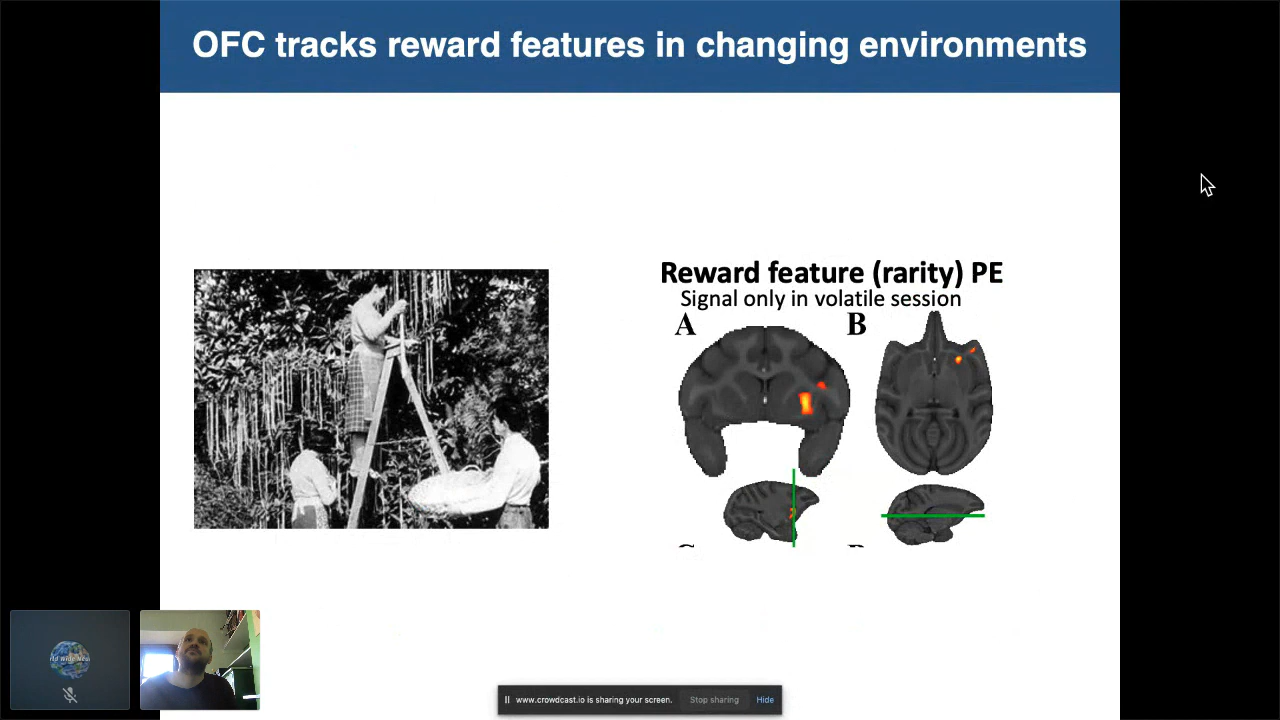 OFC tracks reward features in changing environments
Reward feature (rarity) PE
Signal only in volatile session
A
B
www.crowdcast.io is sharing your screen.
Stop sharing
Hide